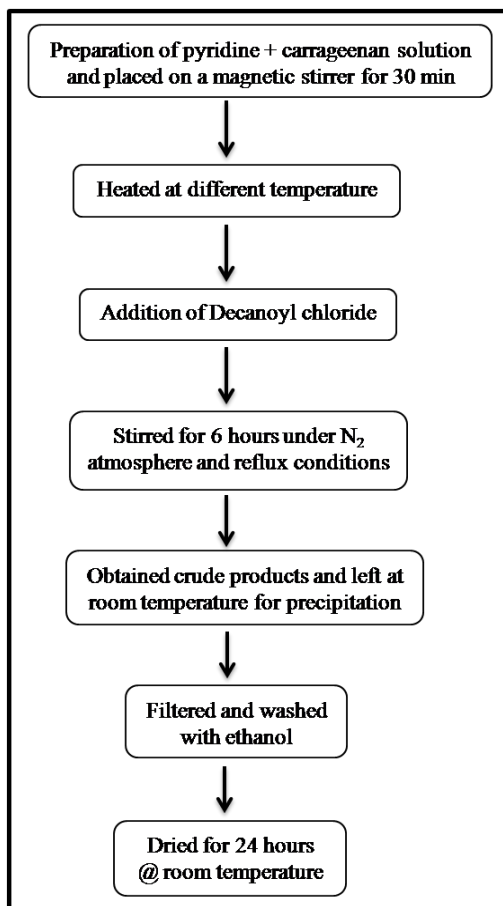 Preparation of pyridine + carrageenan solution
and placed on a magnetic stirrer for 30 min
Heated at different temperature
Addition of Decanoyl chloride
Stirred for 6 hours under N₂
atmosphere and reflux conditions
Obtained crude products and left at
room temperature for precipitation
Filtered and washed
with ethanol
Dried for 24 hours
@ room temperature